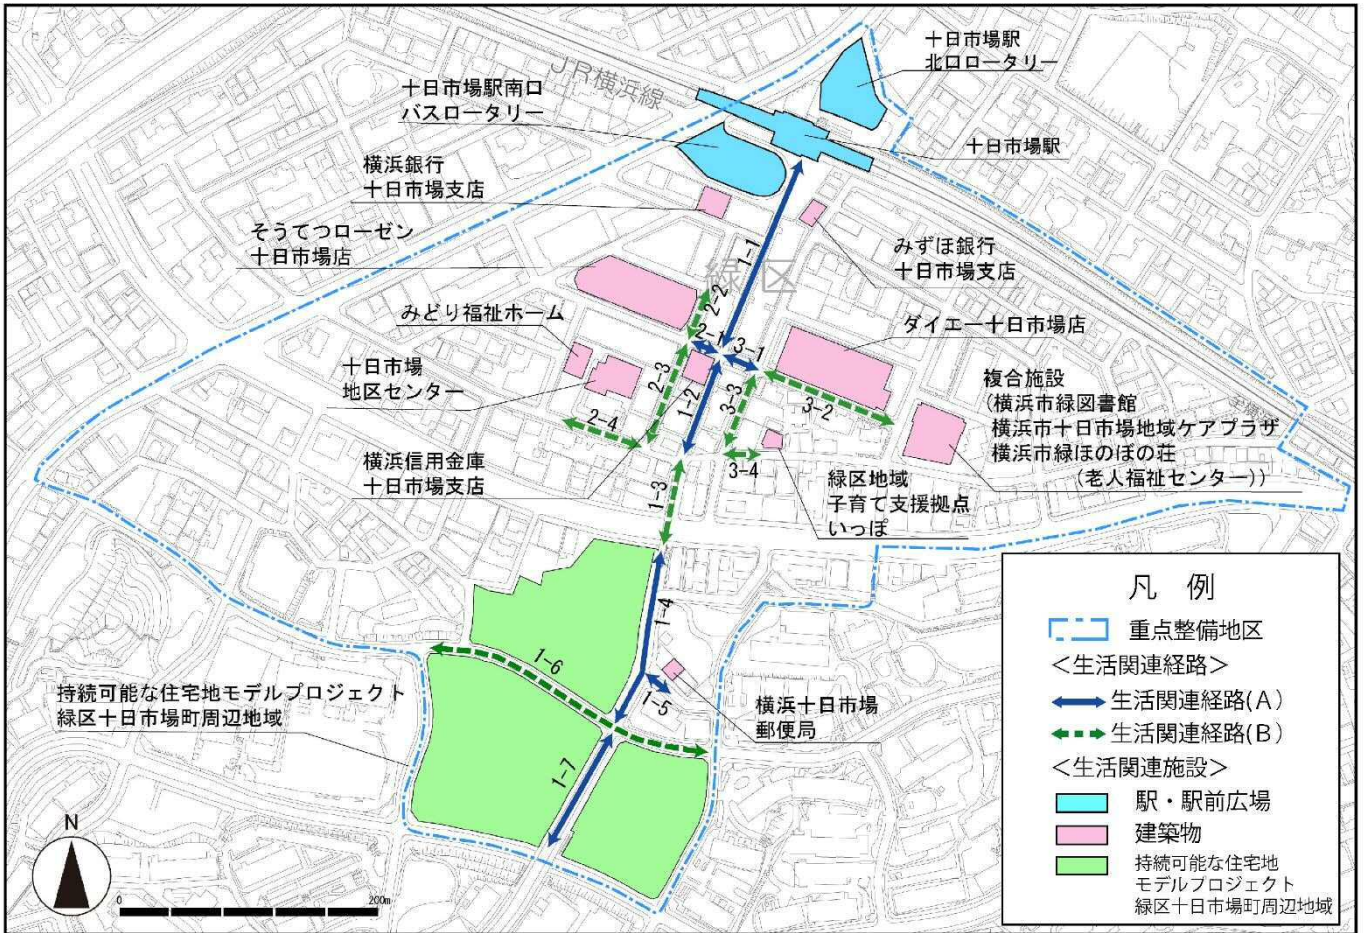 十日市場駅
北口ロータリー
JR横浜線
十日市場駅南口
バスロータリー
十日市場駅
横浜銀行
十日市場支店
そうてつローゼン
十日市場店
みずほ銀行
十日市場支店
緑区
1-1
2-2
みどり福祉ホーム
ダイエー十日市場店
2-1
3-1
十日市場
地区センター
2-3
1-2
3-3
3-2
複合施設
(横浜市緑図書館
横浜市十日市場地域ケアプラザ
横浜市緑ほのぼの荘
(老人福祉センター))
2-4
3-4
横浜信用金庫
十日市場支店
1-3
緑区地域
子育て支援拠点
いっぽ
1-4
1-6
1-5
横浜十日市場
郵便局
持続可能な住宅地モデルプロジェクト
緑区十日市場町周辺地域
1-7
N
0
200m
凡 例
重点整備地区
<生活関連経路>
生活関連経路(A)
生活関連経路(B)
<生活関連施設>
駅・駅前広場
建築物
持続可能な住宅地
モデルプロジェクト
緑区十日市場町周辺地域